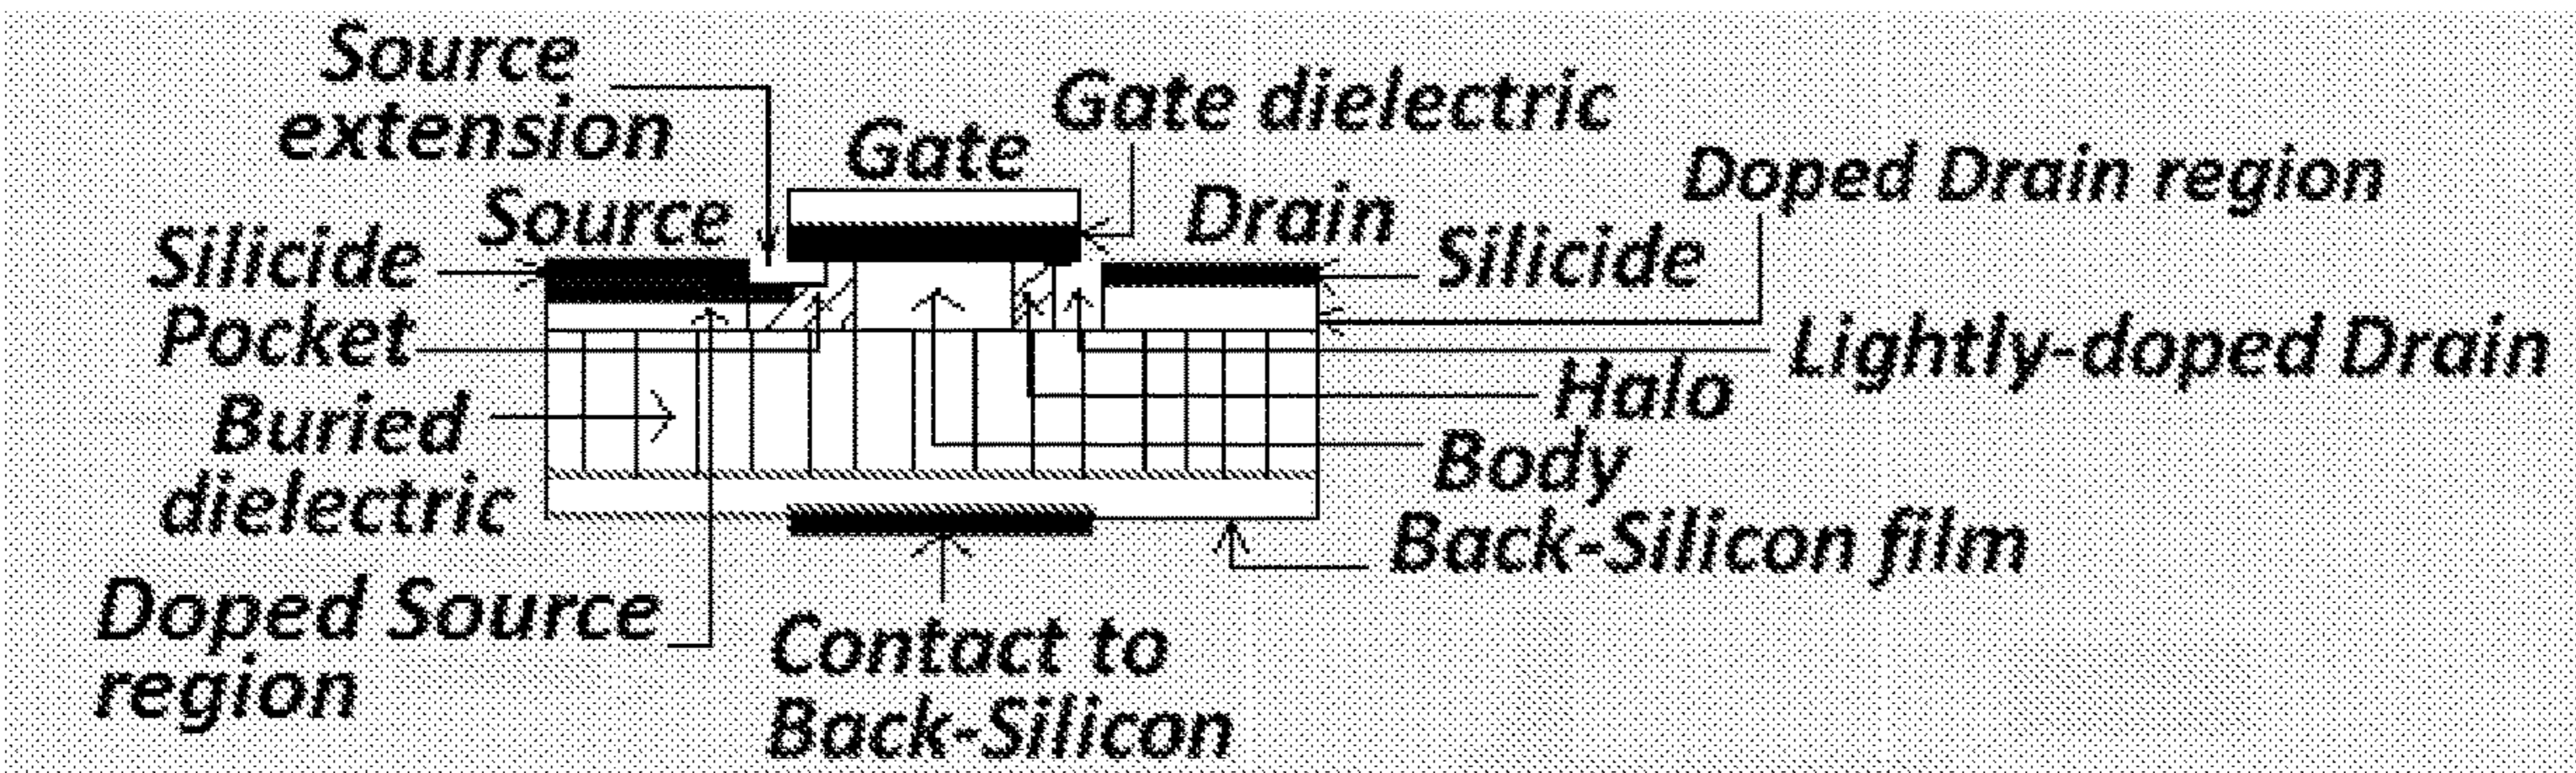 Source
extension
Gate dielectric
Gate
Doped Drain region
Source
Drain
Silicide
Silicide
Pocket
Lightly-doped Drain
Halo
Buried
dielectric
Body
Back-Silicon film
Doped Source
region
Contact to
Back-Silicon